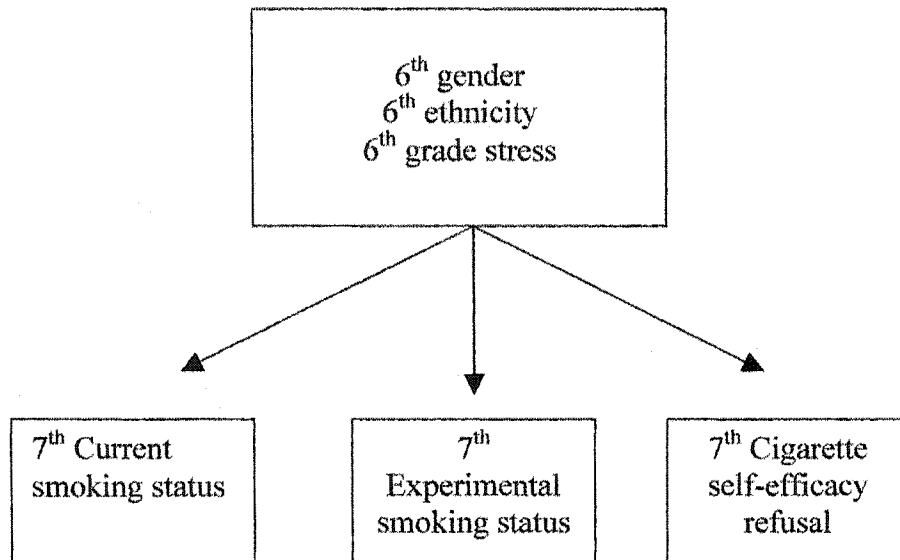 6th gender
6th ethnicity
6th grade stress
7th Current
smoking status
7th
Experimental
smoking status
7th Cigarette
self-efficacy
refusal